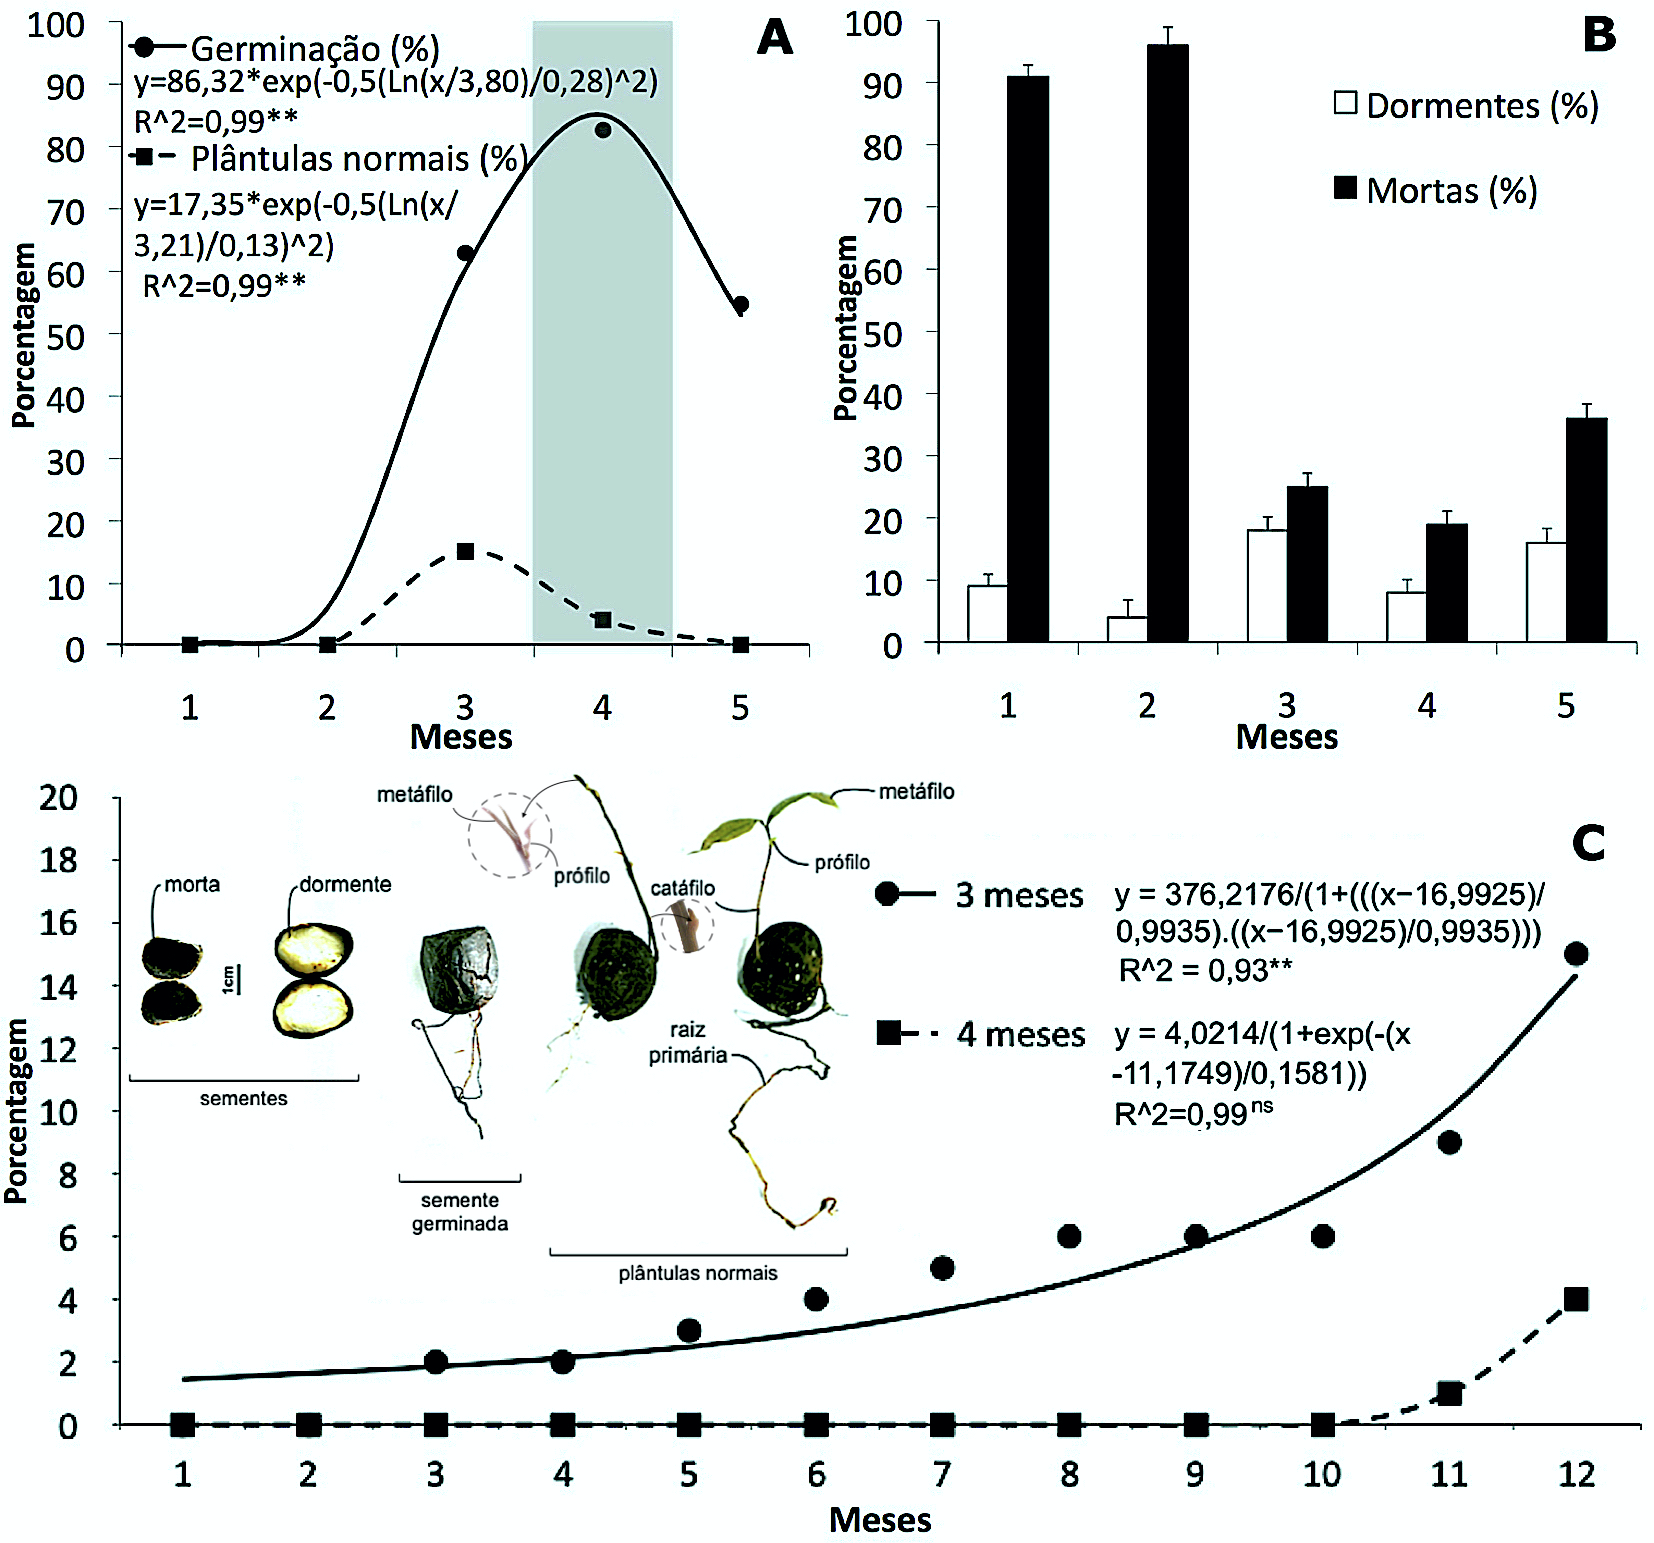 A
Germinação (%)
y=86,32*exp(-0,5(Ln(x/3,80)/0,28)^2)
R^2=0,99**
Plântulas normais (%)
y=17,35*exp(-0,5(Ln(x/
3,21)/0,13)^2)
R^2=0,99**
Porcentagem
100
90
80
70
60
50
40
30
20
10
0
1 2 3 4 5
Meses
B
Dormentes (%)
Mortas (%)
Porcentagem
100
90
80
70
60
50
40
30
20
10
0
1 2 3 4 5
Meses
C
3 meses
y = 376,2176/(1+(((x−16,9925)/
0,9935).((x−16,9925)/0,9935)))
R^2 = 0,93**
4 meses
y = 4,0214/(1+exp(-(x
-11,1749)/0,1581))
R^2=0,99ns
metáfilo
prófilo
catáfilo
metáfilo
prófilo
morta
dormente
1cm
sementes
raiz
primária
semente
germinada
plântulas normais
Porcentagem
20
18
16
14
12
10
8
6
4
2
0
1 2 3 4 5 6 7 8 9 10 11 12
Meses